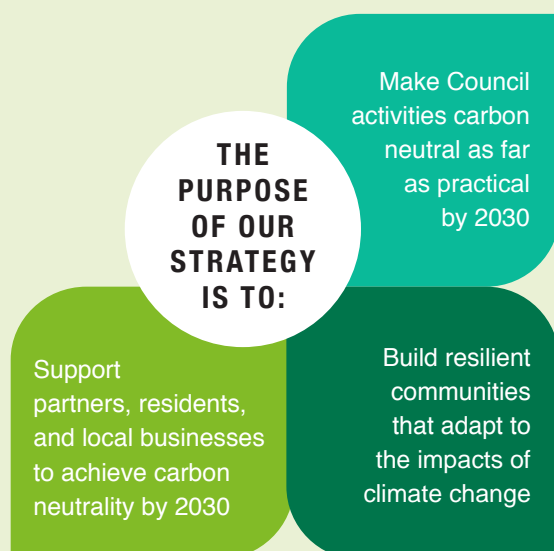 THE
PURPOSE
OF OUR
STRATEGY
IS TO:
Make Council
activities carbon
neutral as far
as practical
by 2030
Support
partners, residents,
and local businesses
to achieve carbon
neutrality by 2030
Build resilient
communities
that adapt to
the impacts of
climate change